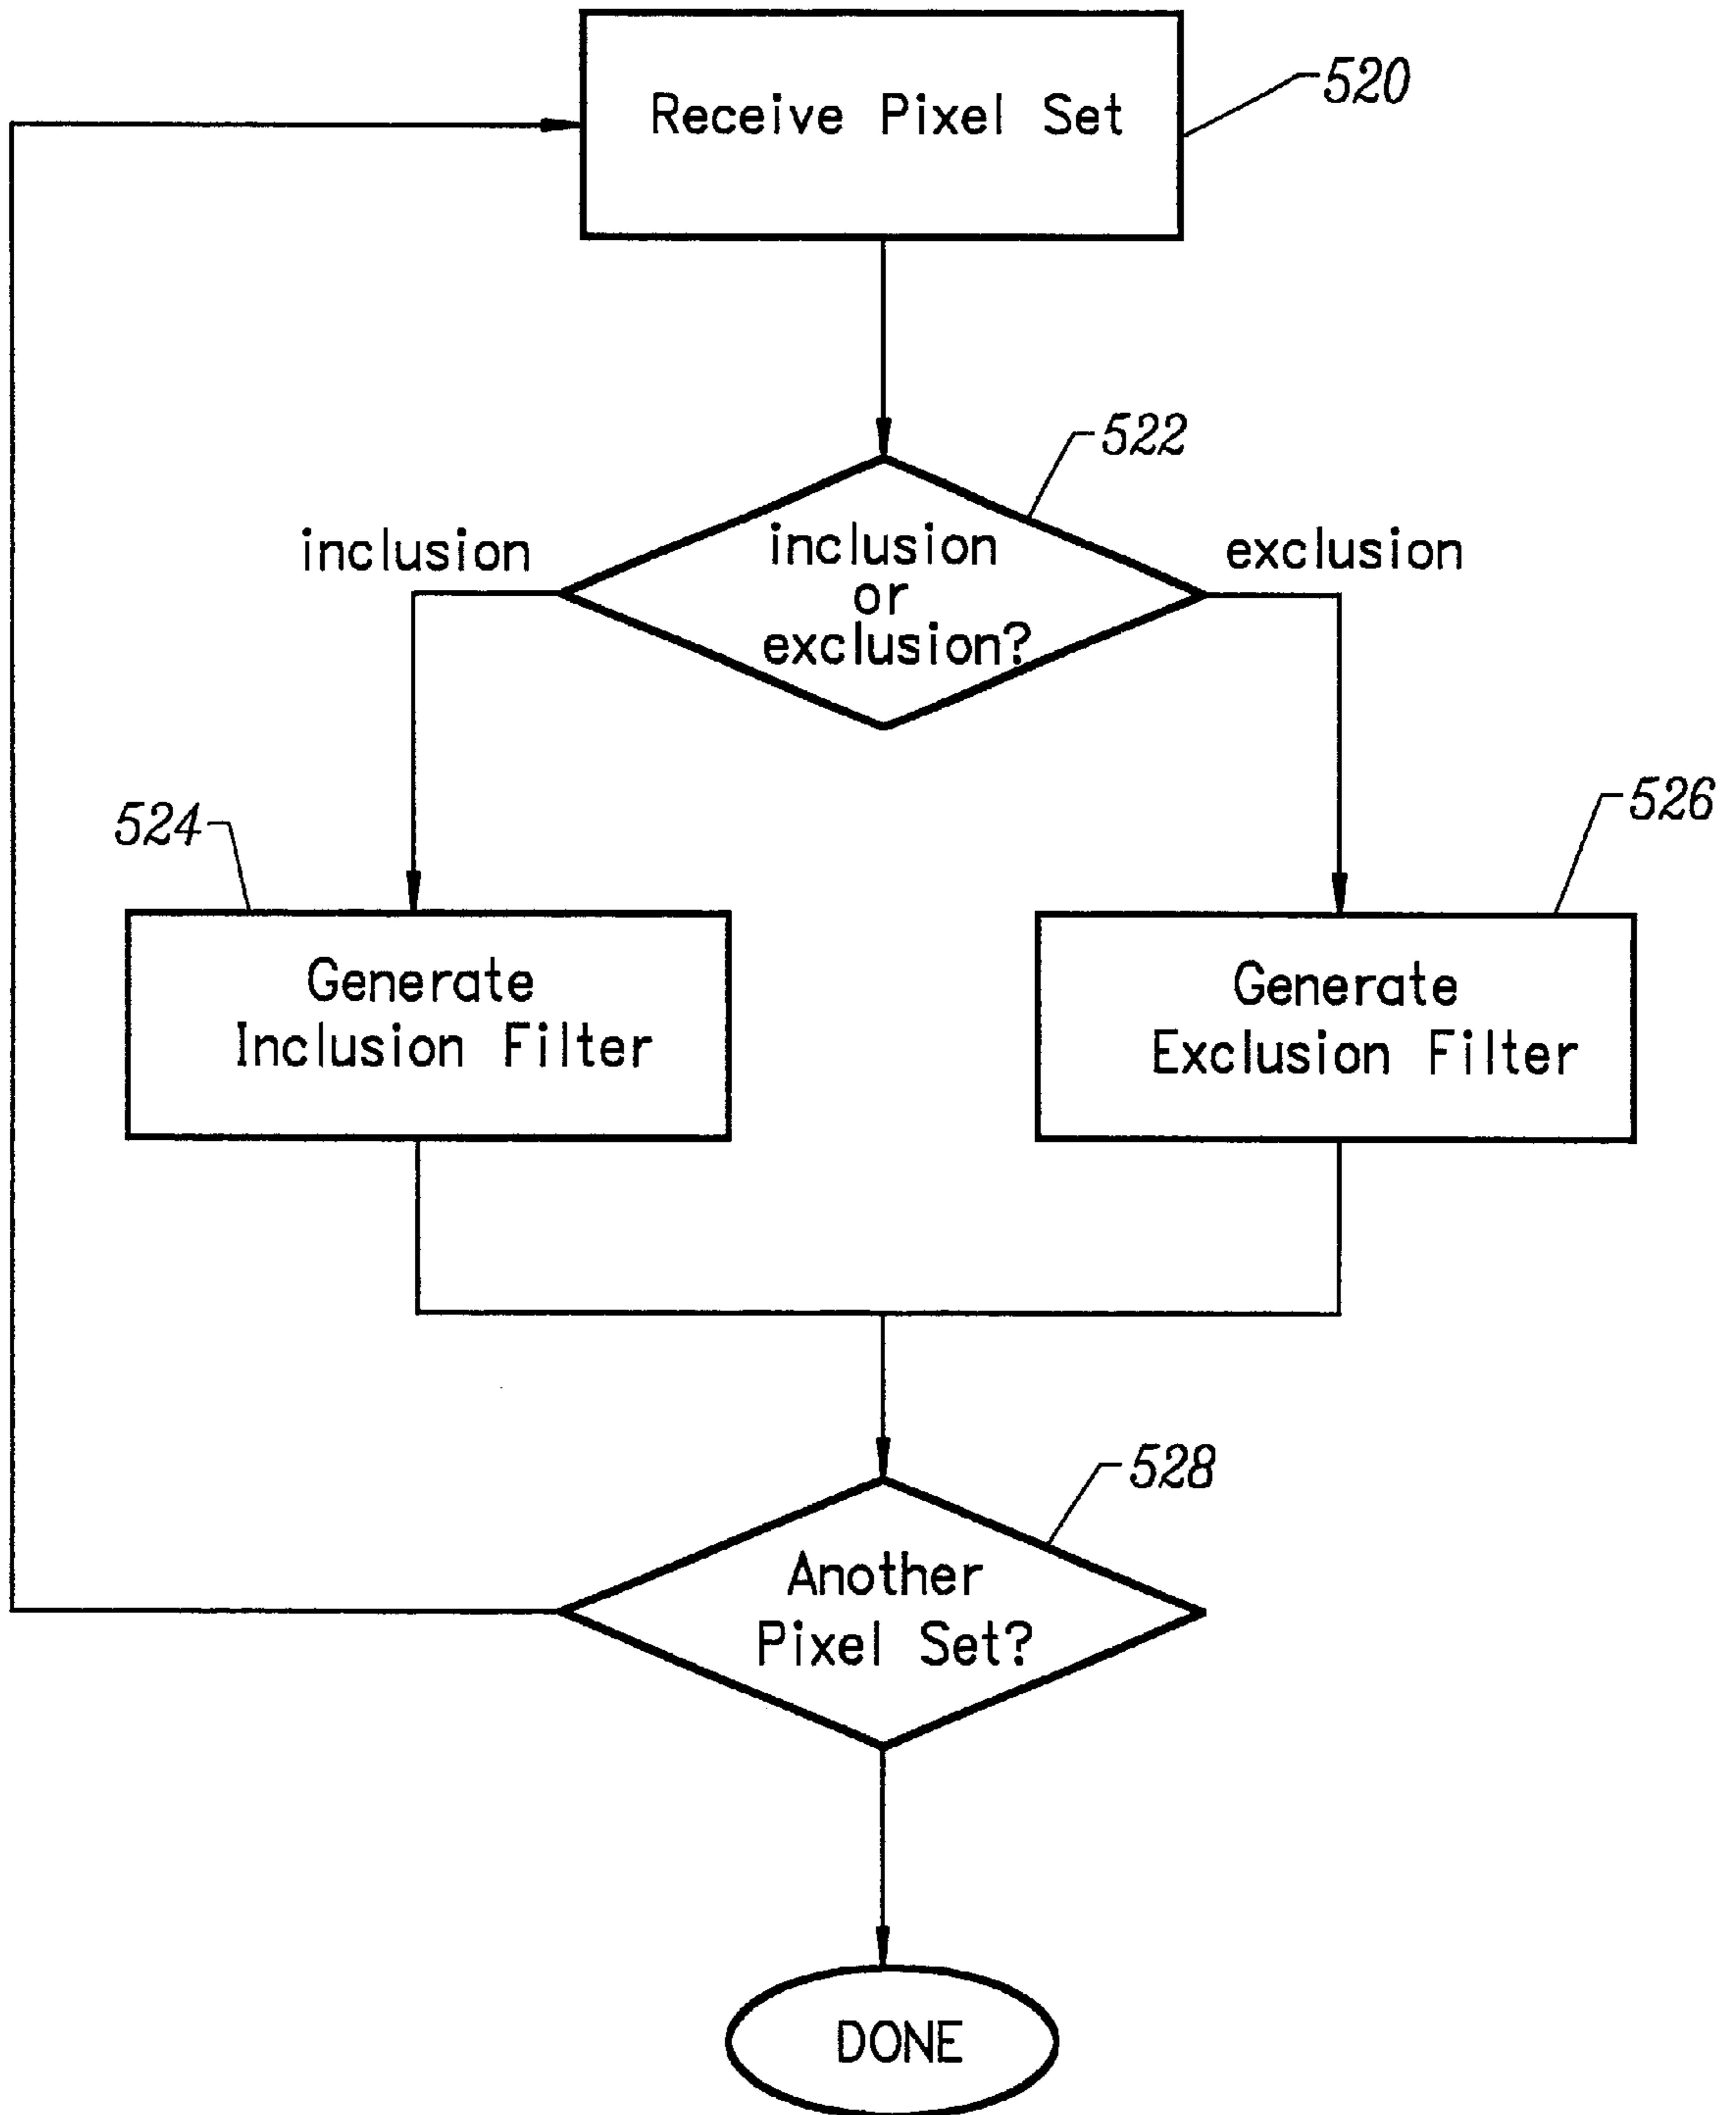 Receive Pixel Set
520
522
inclusion
inclusion
or
exclusion?
exclusion
524
526
Generate
Inclusion Filter
Generate
Exclusion Filter
528
Another
Pixel Set?
DONE